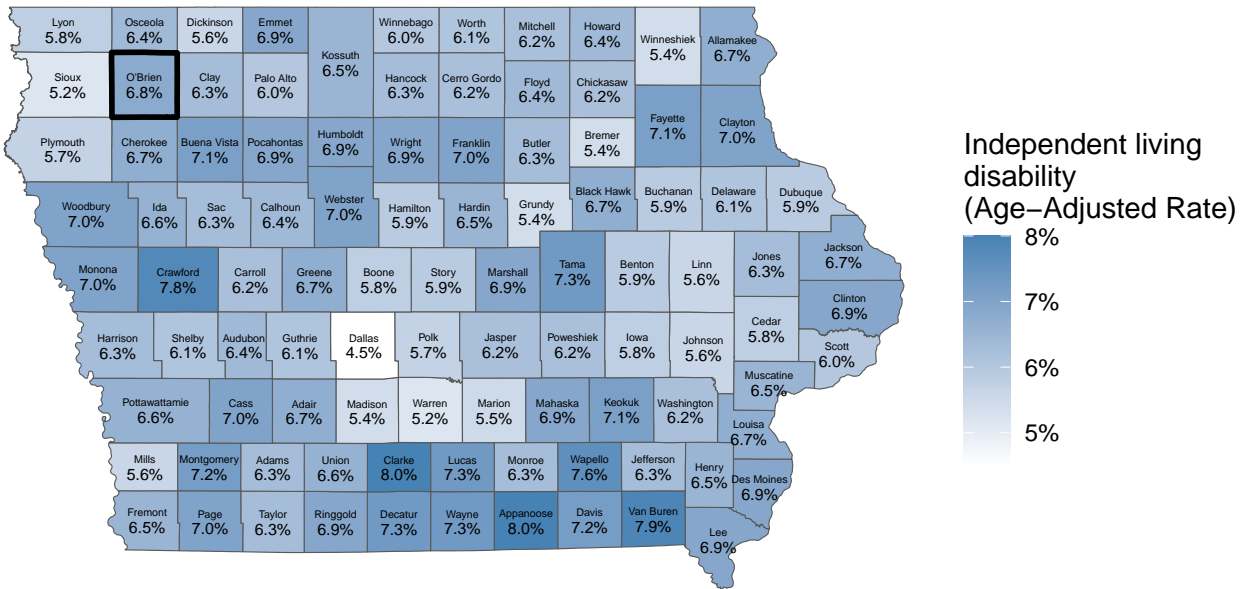 Lyon
5.8%
Osceola
6.4%
Dickinson
5.6%
Emmet
6.9%
Kossuth
6.5%
Winnebago
6.0%
Worth
6.1%
Mitchell
6.2%
Howard
6.4%
Winneshiek
5.4%
Allamakee
6.7%
Sioux
5.2%
O'Brien
6.8%
Clay
6.3%
Palo Alto
6.0%
Hancock
6.3%
Cerro Gordo
6.2%
Floyd
6.4%
Chickasaw
6.2%
Fayette
7.1%
Clayton
7.0%
Plymouth
5.7%
Cherokee
6.7%
Buena Vista
7.1%
Pocahontas
6.9%
Humboldt
6.9%
Wright
6.9%
Franklin
7.0%
Butler
6.3%
Bremer
5.4%
Woodbury
7.0%
Ida
6.6%
Sac
6.3%
Calhoun
6.4%
Webster
7.0%
Hamilton
5.9%
Hardin
6.5%
Grundy
5.4%
Black Hawk
6.7%
Buchanan
5.9%
Delaware
6.1%
Dubuque
5.9%
Monona
7.0%
Crawford
7.8%
Carroll
6.2%
Greene
6.7%
Boone
5.8%
Story
5.9%
Marshall
6.9%
Tama
7.3%
Benton
5.9%
Linn
5.6%
Jones
6.3%
Jackson
6.7%
Clinton
6.9%
Harrison
6.3%
Shelby
6.1%
Audubon
6.4%
Guthrie
6.1%
Dallas
4.5%
Polk
5.7%
Jasper
6.2%
Poweshiek
6.2%
Iowa
5.8%
Johnson
5.6%
Cedar
5.8%
Scott
6.0%
Muscatine
6.5%
Pottawattamie
6.6%
Cass
7.0%
Adair
6.7%
Madison
5.4%
Warren
5.2%
Marion
5.5%
Mahaska
6.9%
Keokuk
7.1%
Washington
6.2%
Louisa
6.7%
Mills
5.6%
Montgomery
7.2%
Adams
6.3%
Union
6.6%
Clarke
8.0%
Lucas
7.3%
Monroe
6.3%
Wapello
7.6%
Jefferson
6.3%
Henry
6.5%
Des Moines
6.9%
Fremont
6.5%
Page
7.0%
Taylor
6.3%
Ringgold
6.9%
Decatur
7.3%
Wayne
7.3%
Appanoose
8.0%
Davis
7.2%
Van Buren
7.9%
Lee
6.9%
Independent living
disability
(Age−Adjusted Rate)
8%
7%
6%
5%